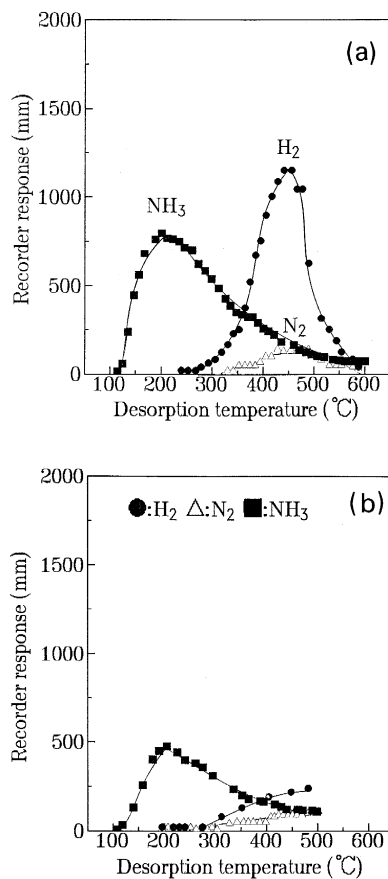 2000
(a)
Recorder response (mm)
1500
H₂
1000
NH₃
500
N₂
0
100 200 300 400 500 600
Desorption temperature (℃)
2000
(b)
●:H₂ △:N₂ ■:NH₃
Recorder response (mm)
1500
1000
500
0
100 200 300 400 500 600
Desorption temperature (℃)